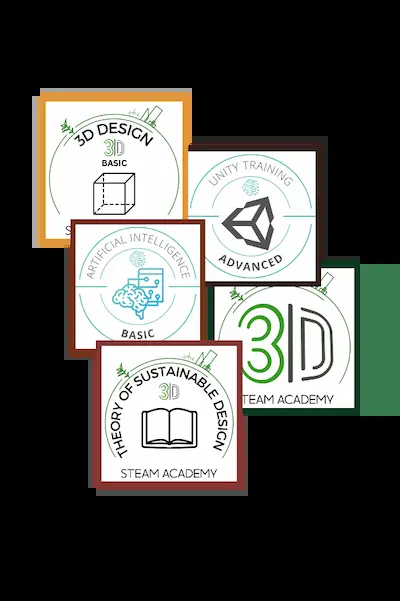 3D DESIGN
3D
BASIC
UNITY TRAINING
ADVANCED
ARTIFICIAL INTELLIGENCE
BASIC
3D
TEAM ACADEMY
THEORY OF SUSTAINABLE DESIGN
3D
STEAM ACADEMY